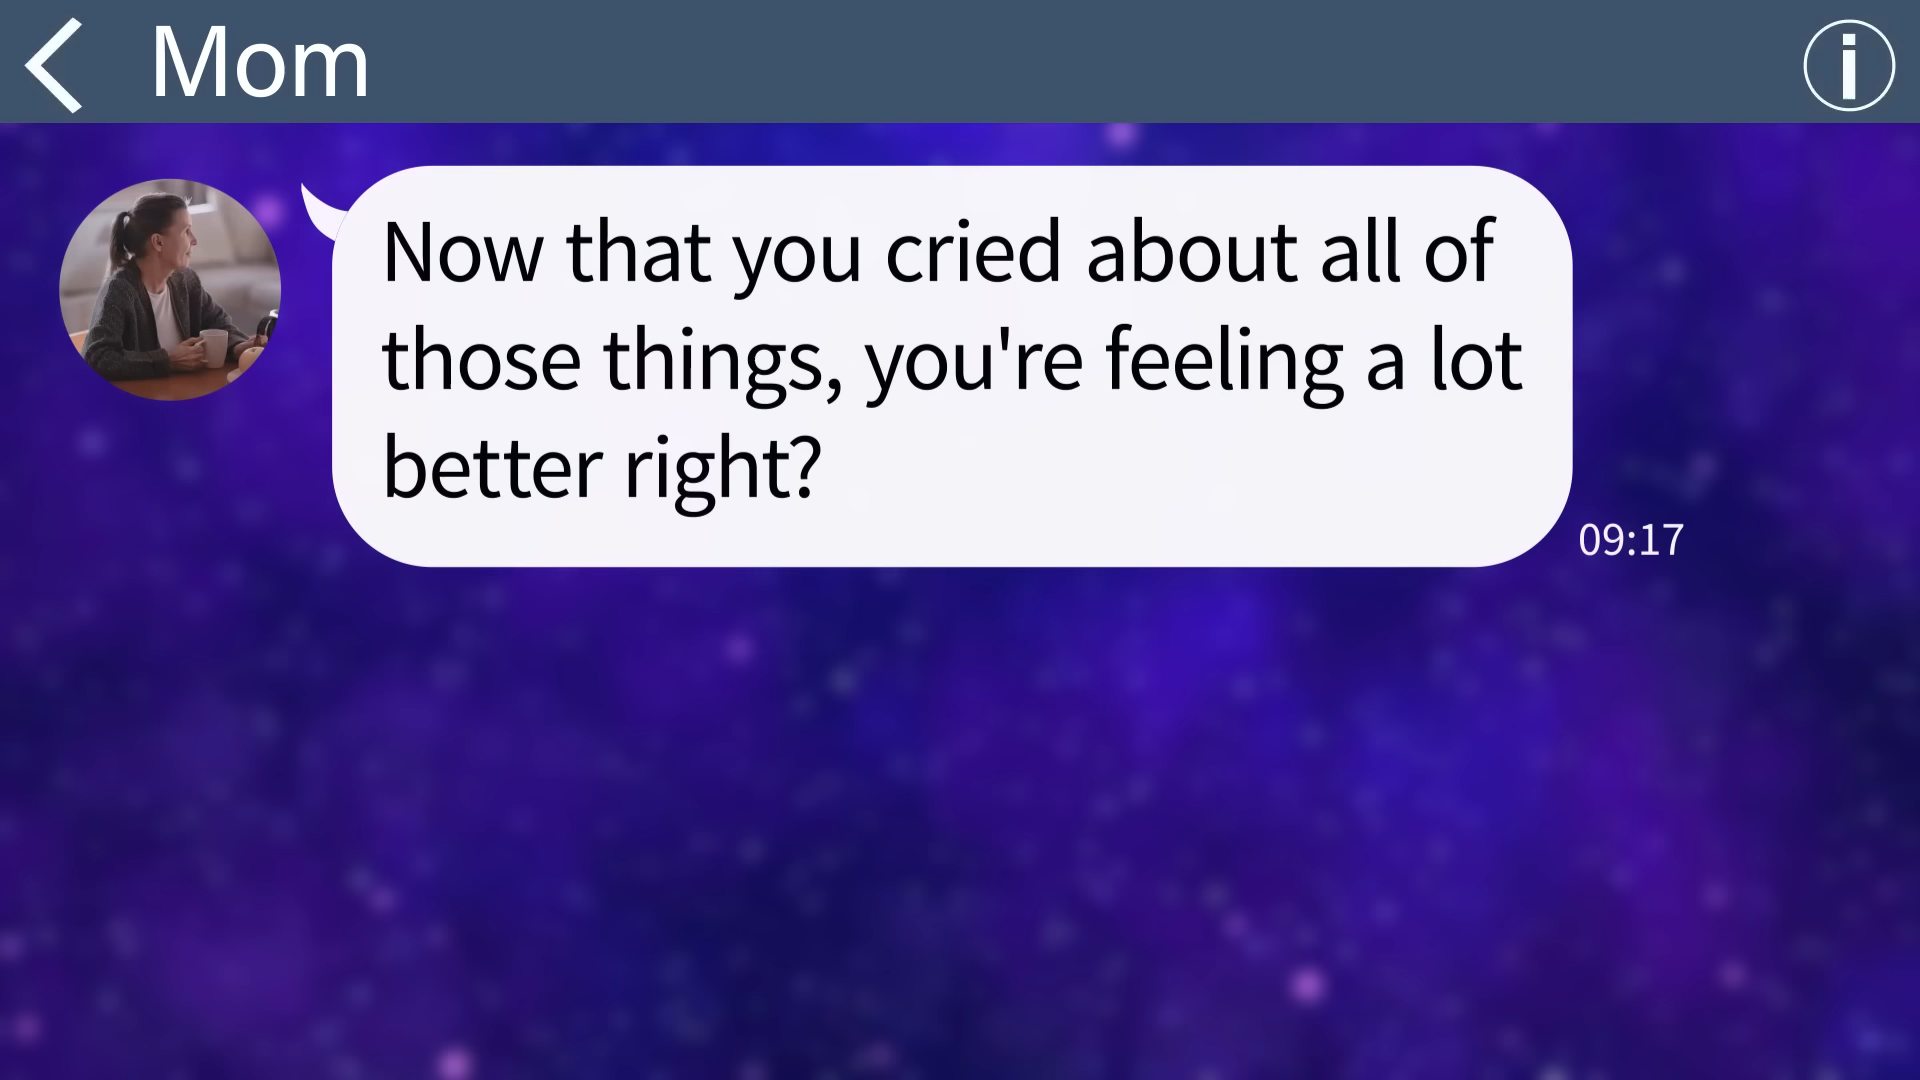 Mom
Now that you cried about all of
those things, you're feeling a lot
better right?
09:17